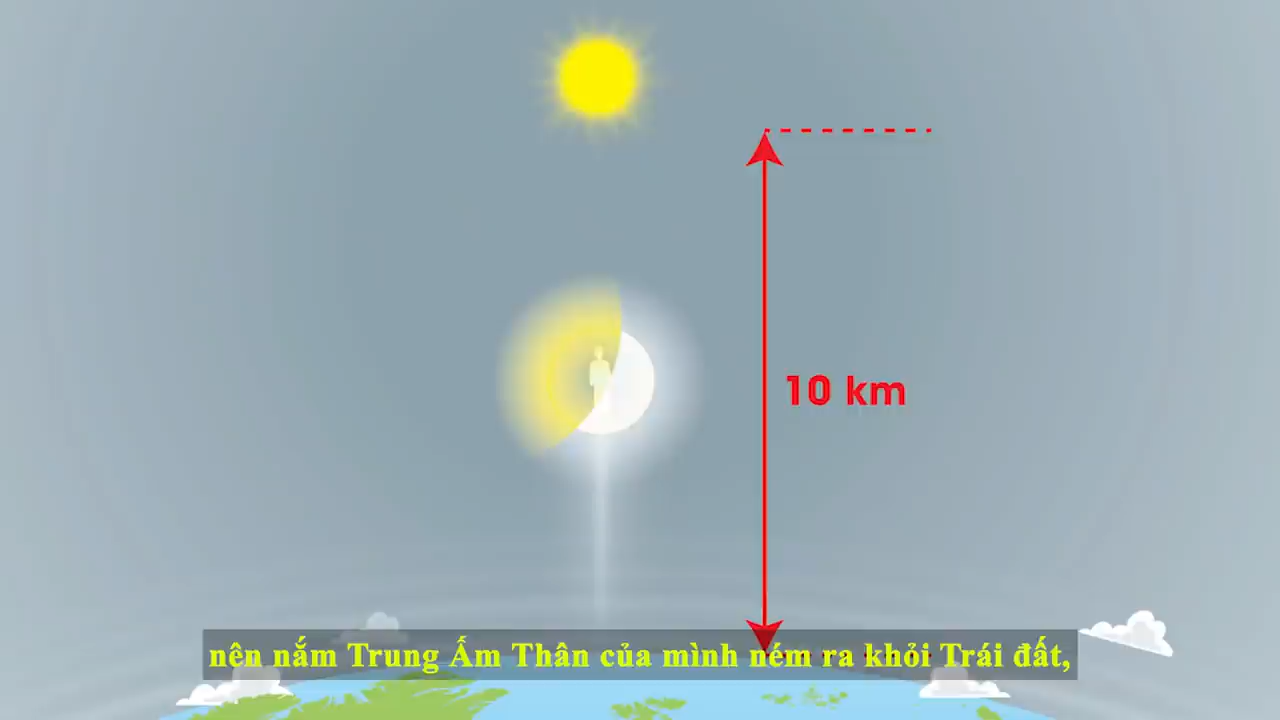 10 km
nên nắm Trung Ấm Thân của mình ném ra khỏi Trái đất,